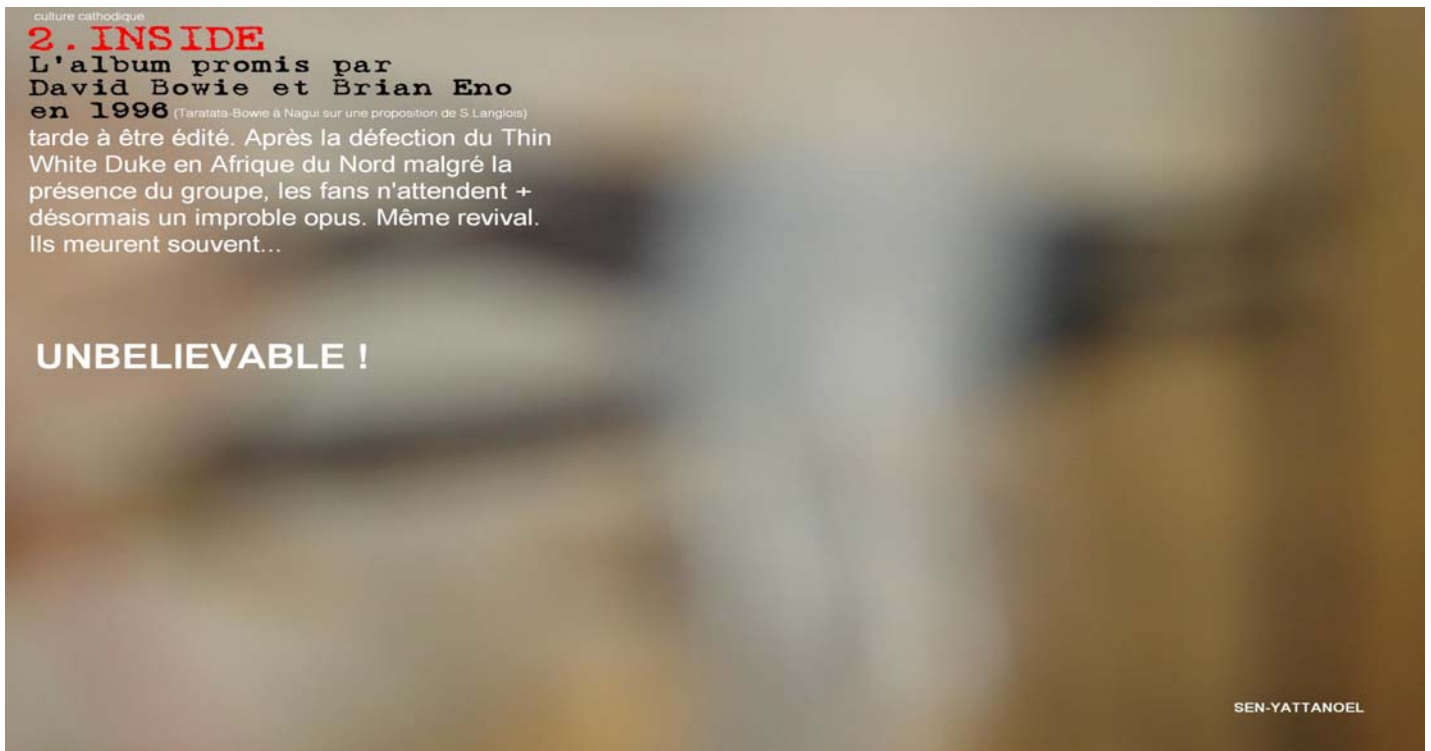 culture cathodique
2.INSIDE
L'album promis par
David Bowie et Brian Eno
en 1996 (Taratata-Bowie à Nagui sur une proposition de S.Langlois)
tarde à être édité. Après la défection du Thin
White Duke en Afrique du Nord malgré la
présence du groupe, les fans n'attendent +
désormais un improble opus. Même revival.
Ils meurent souvent...
UNBELIEVABLE !
SEN-YATTANOEL